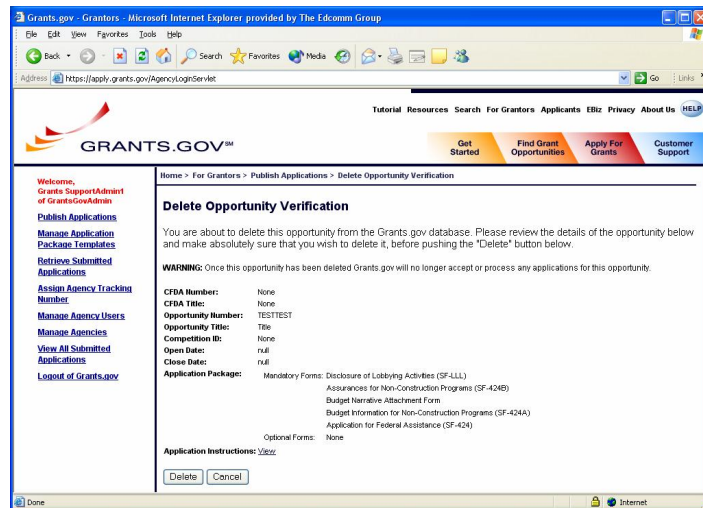 Grants.gov - Grantors - Microsoft Internet Explorer provided by The Edcomm Group
File Edit View Favorites Tools Help
Back Search Favorites Media
Address https://apply.grants.gov/AgencyLoginServlet Go Links
Tutorial Resources Search For Grantors Applicants EBiz Privacy About Us HELP
GRANTS.GOV SM
Get Started
Find Grant Opportunities
Apply For Grants
Customer Support
Welcome,
Grants SupportAdmin1
of GrantsGovAdmin
Publish Applications
Manage Application
Package Templates
Retrieve Submitted
Applications
Assign Agency Tracking
Number
Manage Agency Users
Manage Agencies
View All Submitted
Applications
Logout of Grants.gov
Home > For Grantors > Publish Applications > Delete Opportunity Verification
Delete Opportunity Verification
You are about to delete this opportunity from the Grants.gov database. Please review the details of the opportunity below
and make absolutely sure that you wish to delete it, before pushing the "Delete" button below.
WARNING: Once this opportunity has been deleted Grants.gov will no longer accept or process any applications for this opportunity.
CFDA Number: None
CFDA Title: None
Opportunity Number: TESTTEST
Opportunity Title: Title
Competition ID: None
Open Date: null
Close Date: null
Application Package: Mandatory Forms: Disclosure of Lobbying Activities (SF-LLL)
Assurances for Non-Construction Programs (SF-424B)
Budget Narrative Attachment Form
Budget Information for Non-Construction Programs (SF-424A)
Application for Federal Assistance (SF-424)
Optional Forms: None
Application Instructions: View
Delete Cancel
Done Internet